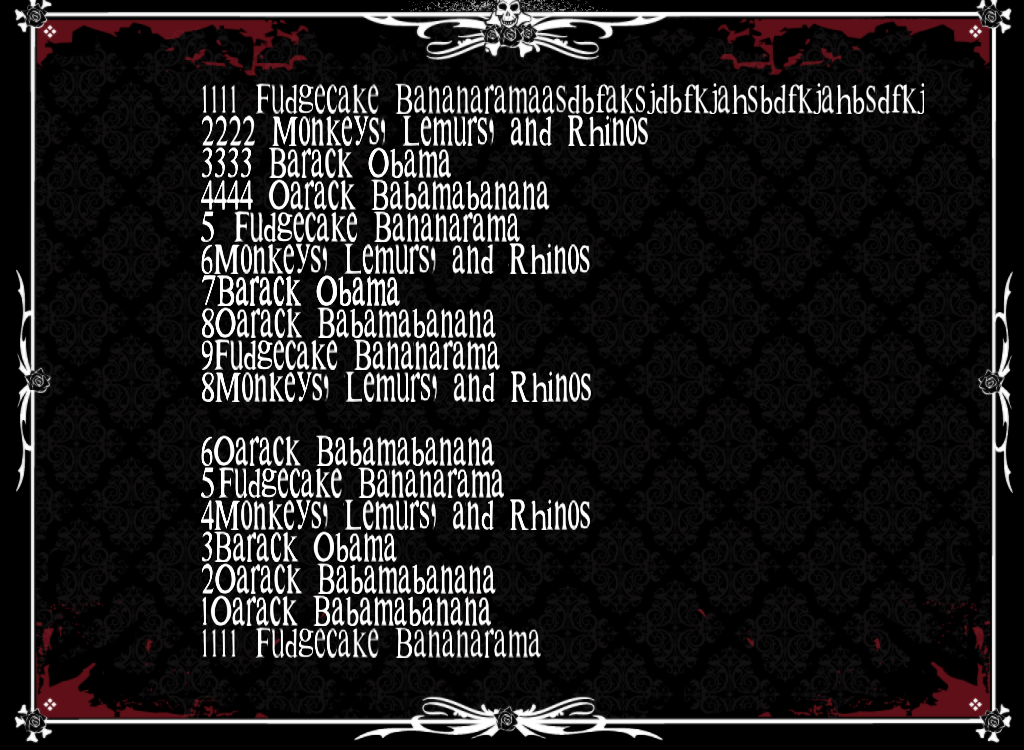 1111 Fudgecake BananaramaaSdbfakSjdbfkjahSbdfkjahbSdfkj
2222 Monkeys, Lemurs, and Rhinos
3333 Barack Obama
4444 Oarack Babamabanana
5 Fudgecake Bananarama
6Monkeys, Lemurs, and Rhinos
7Barack Obama
8Oarack Babamabanana
9Fudgecake Bananarama
8Monkeys, Lemurs, and Rhinos
6Oarack Babamabanana
5Fudgecake Bananarama
4Monkeys, Lemurs, and Rhinos
3Barack Obama
2Oarack Babamabanana
1Oarack Babamabanana
1111 Fudgecake Bananarama